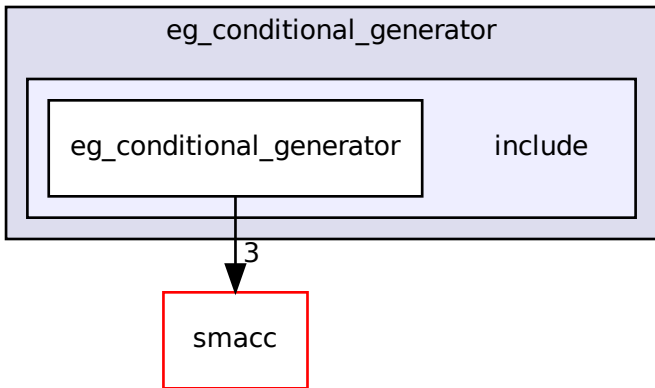 eg_conditional_generator
eg_conditional_generator
include
3
smacc